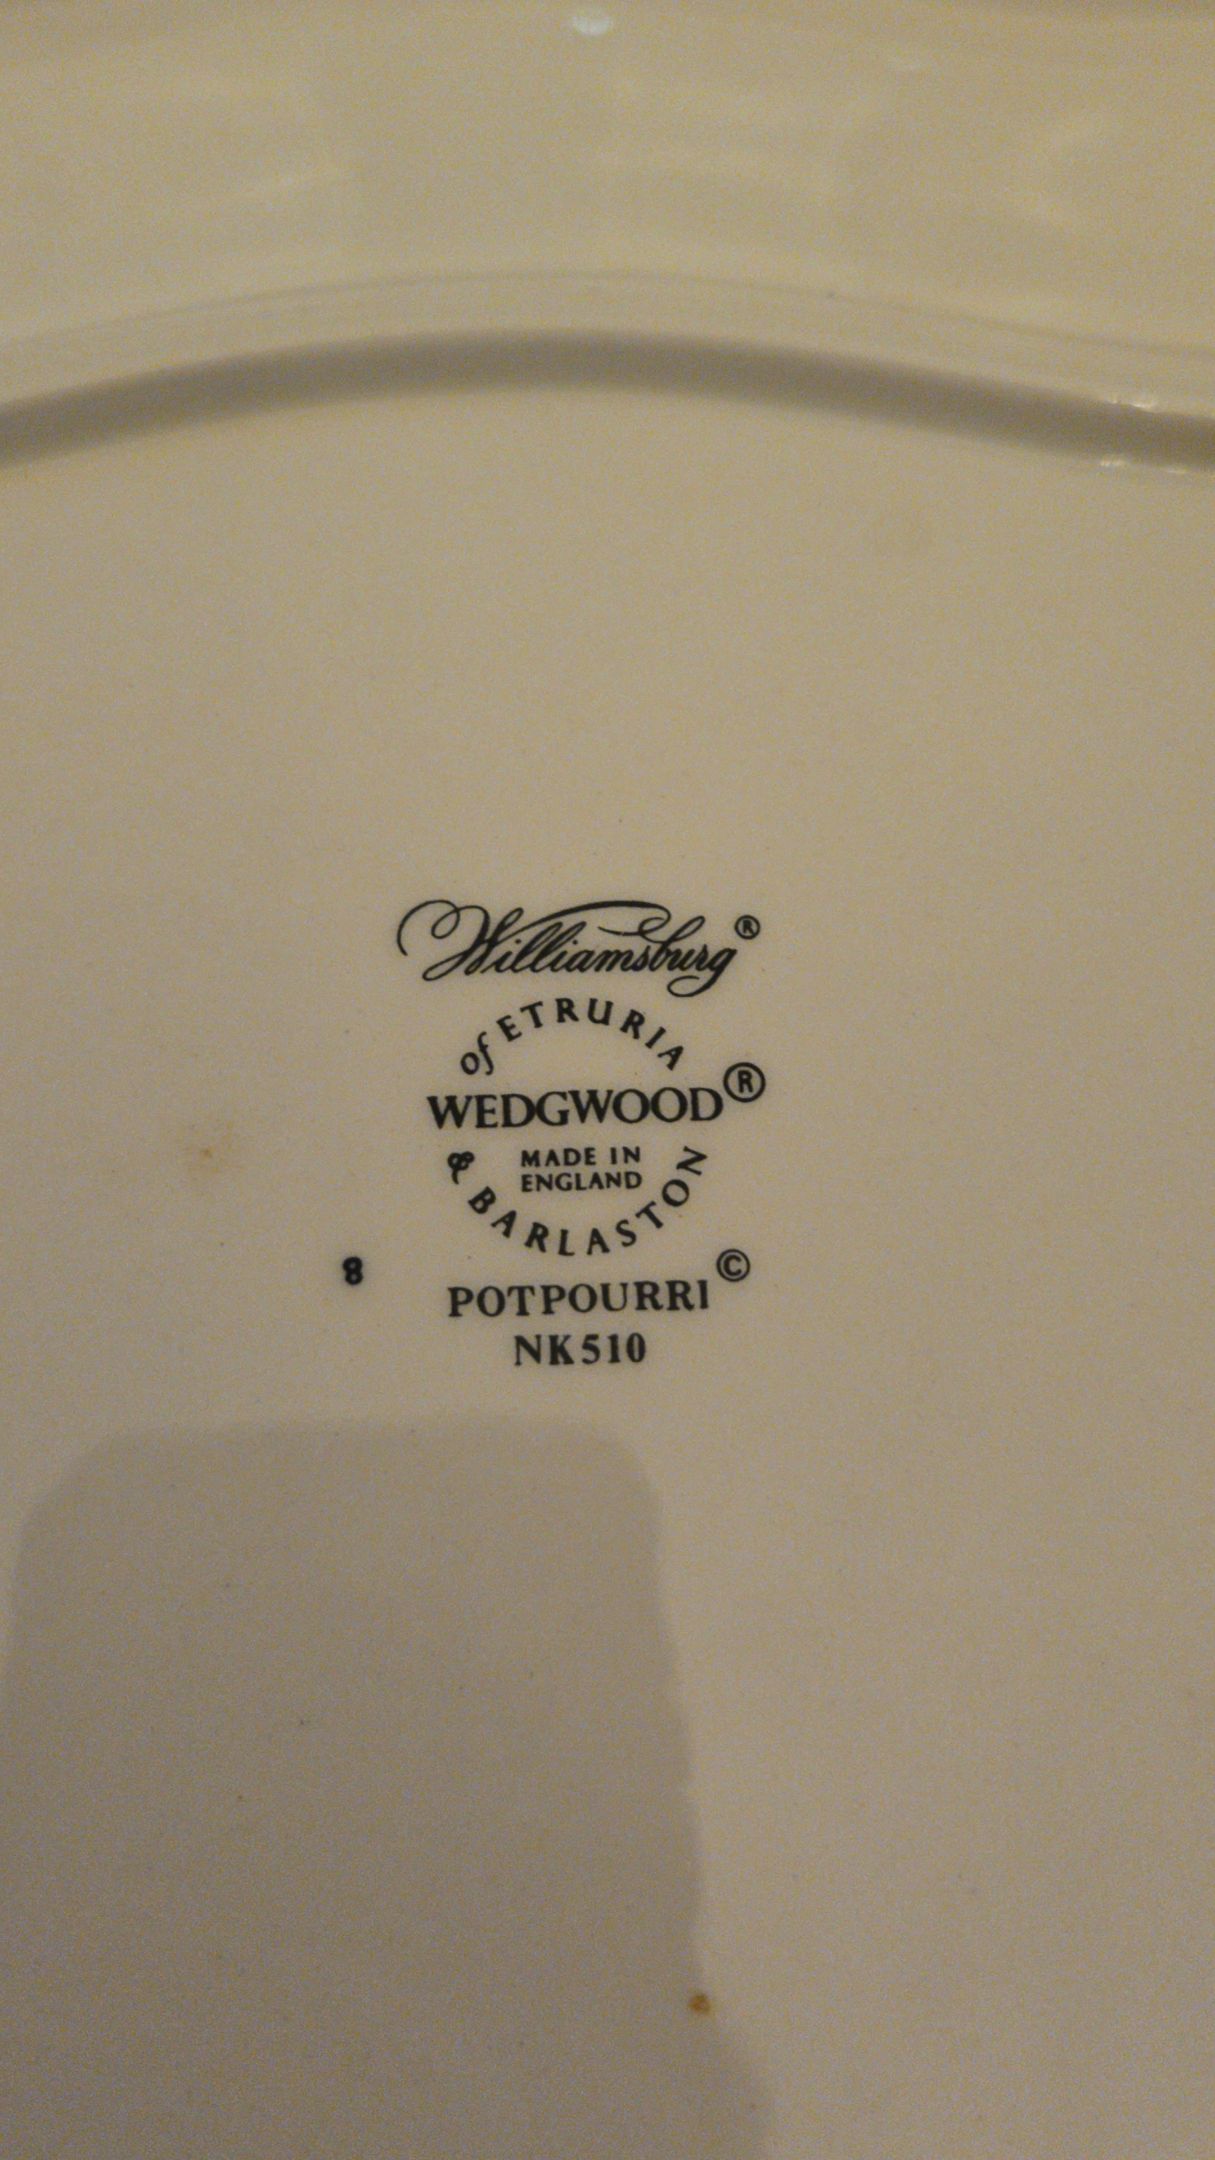 Williamsburg®
of ETRURIA
WEDGWOOD®
MADE IN
ENGLAND
& BARLASTON
8
POTPOURRI©
NK510